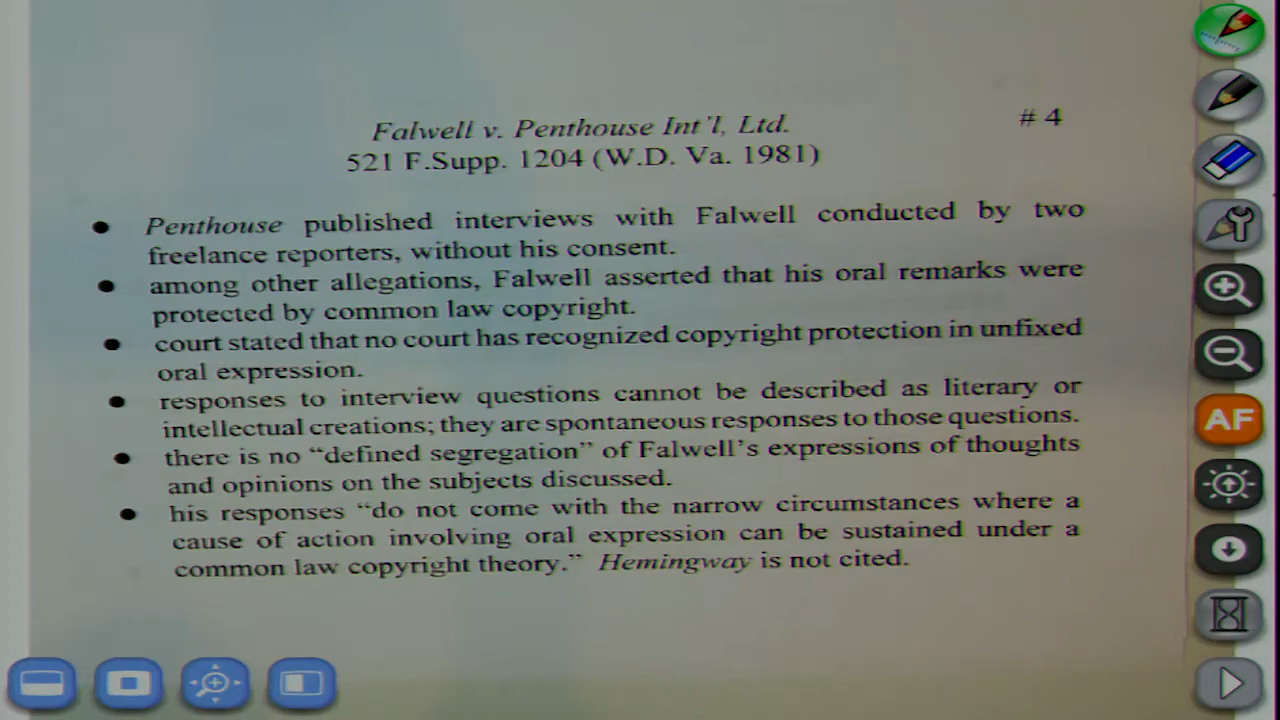 Falwell v. Penthouse Int'l, Ltd. # 4
521 F.Supp. 1204 (W.D. Va. 1981)
● Penthouse published interviews with Falwell conducted by two
freelance reporters, without his consent.
● among other allegations, Falwell asserted that his oral remarks were
protected by common law copyright.
● court stated that no court has recognized copyright protection in unfixed
oral expression.
● responses to interview questions cannot be described as literary or
intellectual creations; they are spontaneous responses to those questions.
● there is no “defined segregation” of Falwell's expressions of thoughts
and opinions on the subjects discussed.
● his responses “do not come with the narrow circumstances where a
cause of action involving oral expression can be sustained under a
common law copyright theory.” Hemingway is not cited.
AF